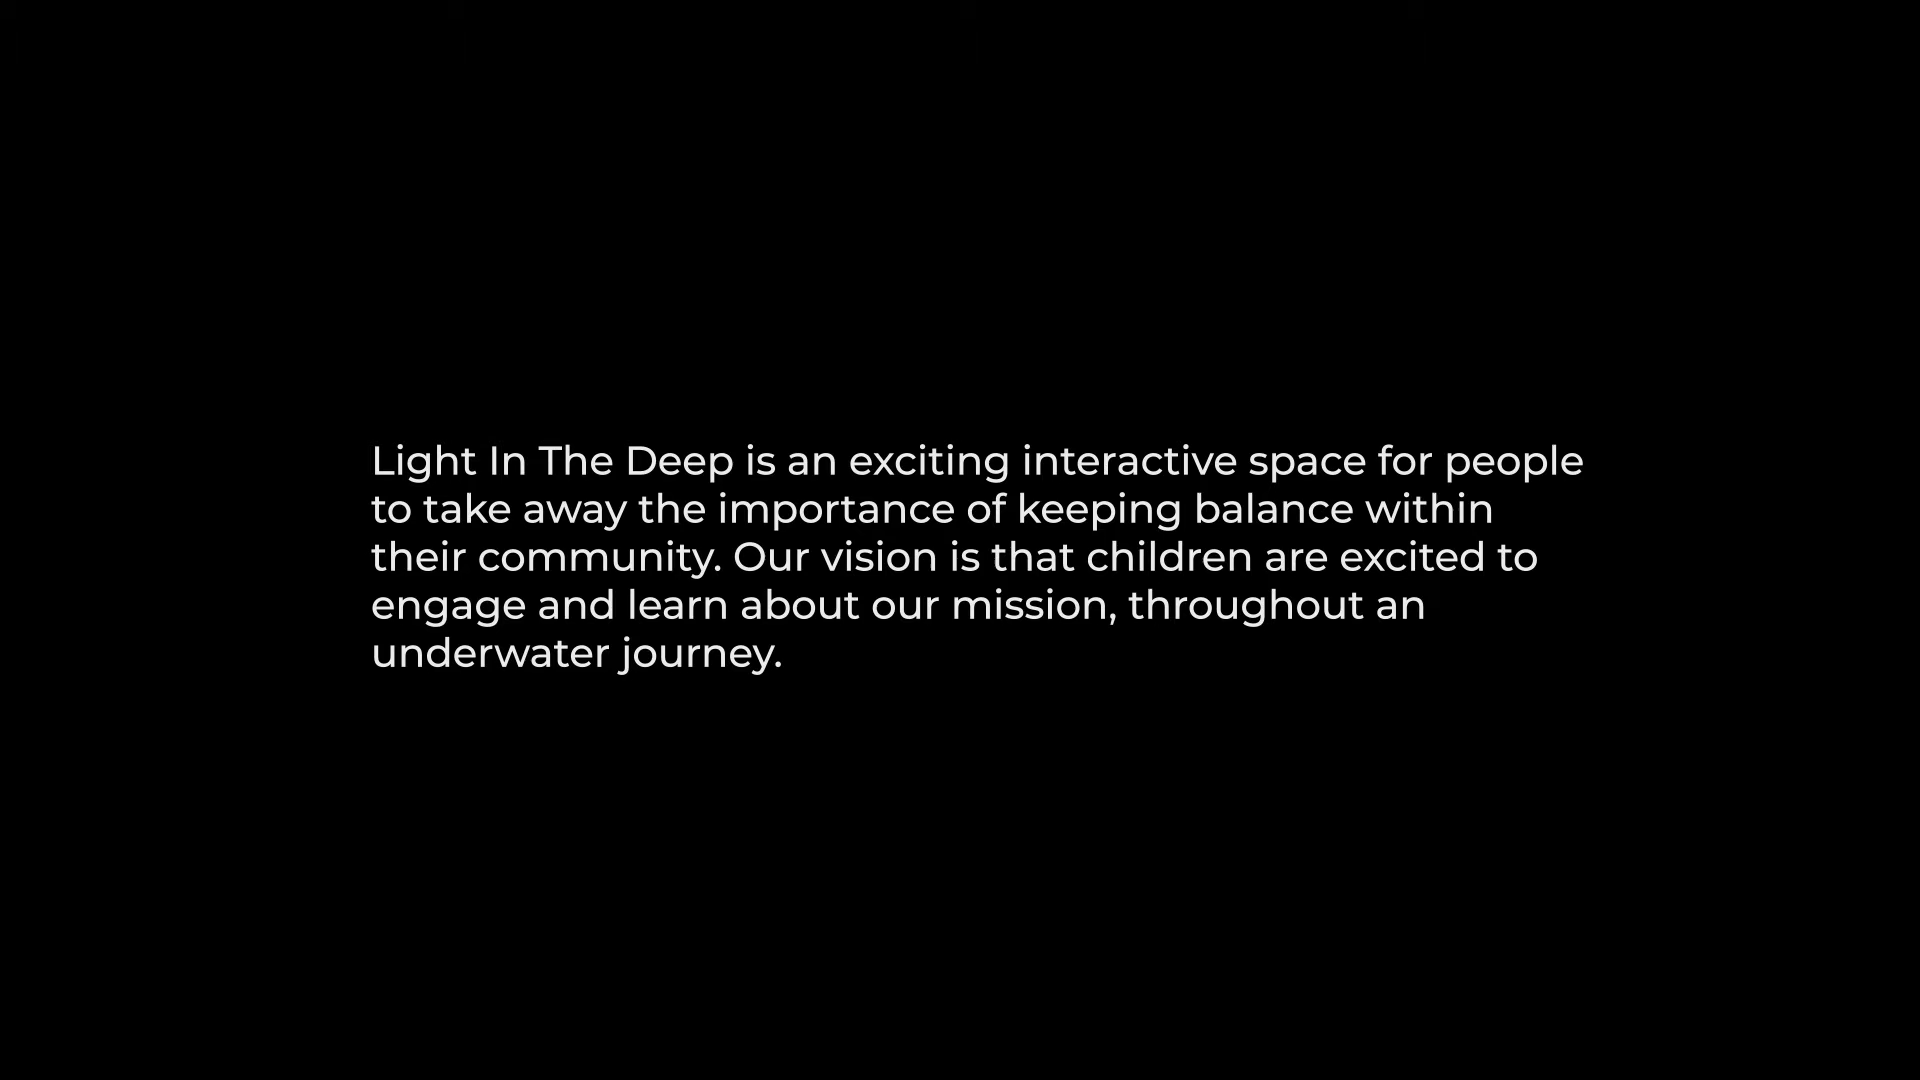 Light In The Deep is an exciting interactive space for people
to take away the importance of keeping balance within
their community. Our vision is that children are excited to
engage and learn about our mission, throughout an
underwater journey.